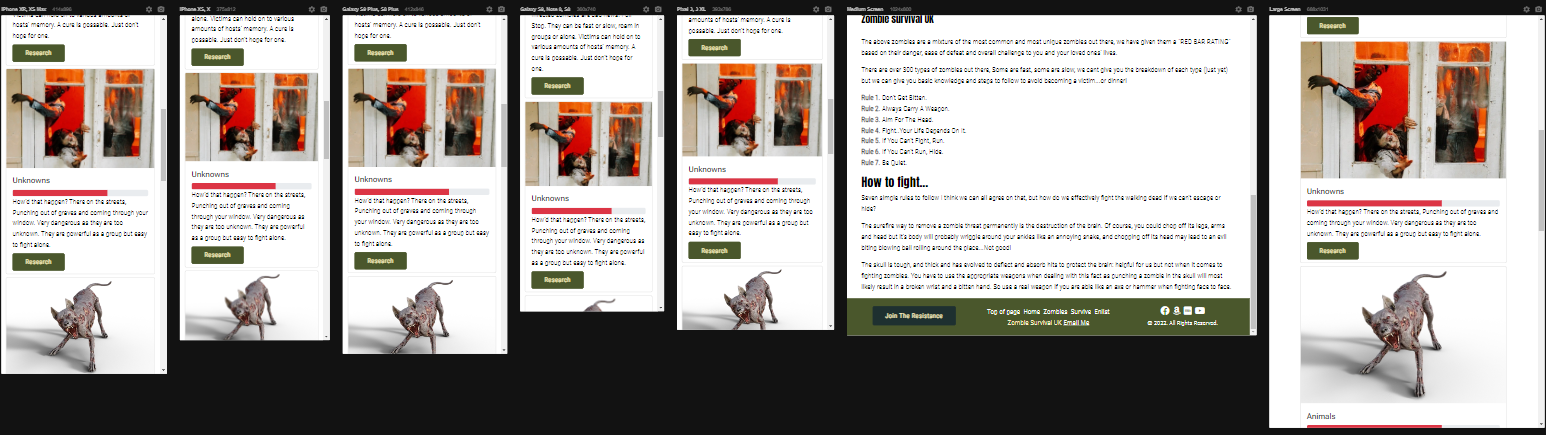 iPhone XR, XS Max 414x896
hosts' memory. A cure is possible. Just don't
hope for one.
Research
Unknowns
How'd that happen? There on the streets,
Punching out of graves and coming through your
window. Very dangerous as they are too
unknown. They are powerful as a group but easy
to fight alone.
Research
iPhone XS, X 375x812
alone. Victims can hold on to various
amounts of hosts' memory. A cure is
possible. Just don't hope for one.
Research
Unknowns
How'd that happen? There on the streets,
Punching out of graves and coming
through your window. Very dangerous as
they are too unknown. They are powerful
as a group but easy to fight alone.
Research
Galaxy S9 Plus, S8 Plus 412x846
hosts' memory. A cure is possible. Just don't
hope for one.
Research
Unknowns
How'd that happen? There on the streets,
Punching out of graves and coming through your
window. Very dangerous as they are too
unknown. They are powerful as a group but easy
to fight alone.
Research
Galaxy S9, Note 8, S8 360x740
Stop. They can be fast or slow, roam in
groups or alone. Victims can hold on to
various amounts of hosts' memory. A
cure is possible. Just don't hope for
one.
Research
Unknowns
How'd that happen? There on the streets,
Punching out of graves and coming
through your window. Very dangerous as
they are too unknown. They are powerful
as a group but easy to fight alone.
Research
Pixel 3, 3 XL 393x786
amounts of hosts' memory. A cure is
possible. Just don't hope for one.
Research
Unknowns
How'd that happen? There on the streets,
Punching out of graves and coming through
your window. Very dangerous as they are too
unknown. They are powerful as a group but
easy to fight alone.
Research
Medium Screen 1024x800
Zombie Survival UK
The above zombies are a mixture of the most common and most unique zombies out there, we have given them a "RED BAR RATING"
based on their danger, ease of defeat and overall challenge to you and your loved ones' lives.
There are over 300 types of zombies out there, Some are fast, some are slow, we cant give you the breakdown of each type (just yet)
but we can give you basic knowledge and steps to follow to avoid becoming a victim...or dinner!
Rule 1. Don't Get Bitten.
Rule 2. Always Carry A Weapon.
Rule 3. Aim For The Head.
Rule 4. Fight..Your Life Depends On It.
Rule 5. If You Can't Fight, Run.
Rule 6. If You Can't Run, Hide.
Rule 7. Be Quiet.
How to fight...
Seven simple rules to follow I think we can all agree on that, but how do we effectively fight the walking dead if we can't escape or
hide?
The surefire way to remove a zombie threat permanently is the destruction of the brain. Of course, you could chop off its legs, arms
and head but it's body will probably wriggle around your ankles like an annoying snake, and chopping off its head may lead to an evil
biting blowing ball rolling around the place...Not good!
The skull is tough, and thick and has evolved to deflect and absorb hits to protect the brain: helpful for us but not when it comes to
fighting zombies. You have to use the appropriate weapons when dealing with this fact as punching a zombie in the skull will most
likely result in a broken wrist and a bitten hand. So use a real weapon if you are able like an axe or hammer when fighting face to face.
Join The Resistance
Top of page Home Zombies Survive Enlist
Zombie Survival UK Email Me
© 2022. All Rights Reserved.
Large Screen
Research
Unknowns
How'd that happen? There on the streets, Punching out of graves and
coming through your window. Very dangerous as they are too
unknown. They are powerful as a group but easy to fight alone.
Research
Animals